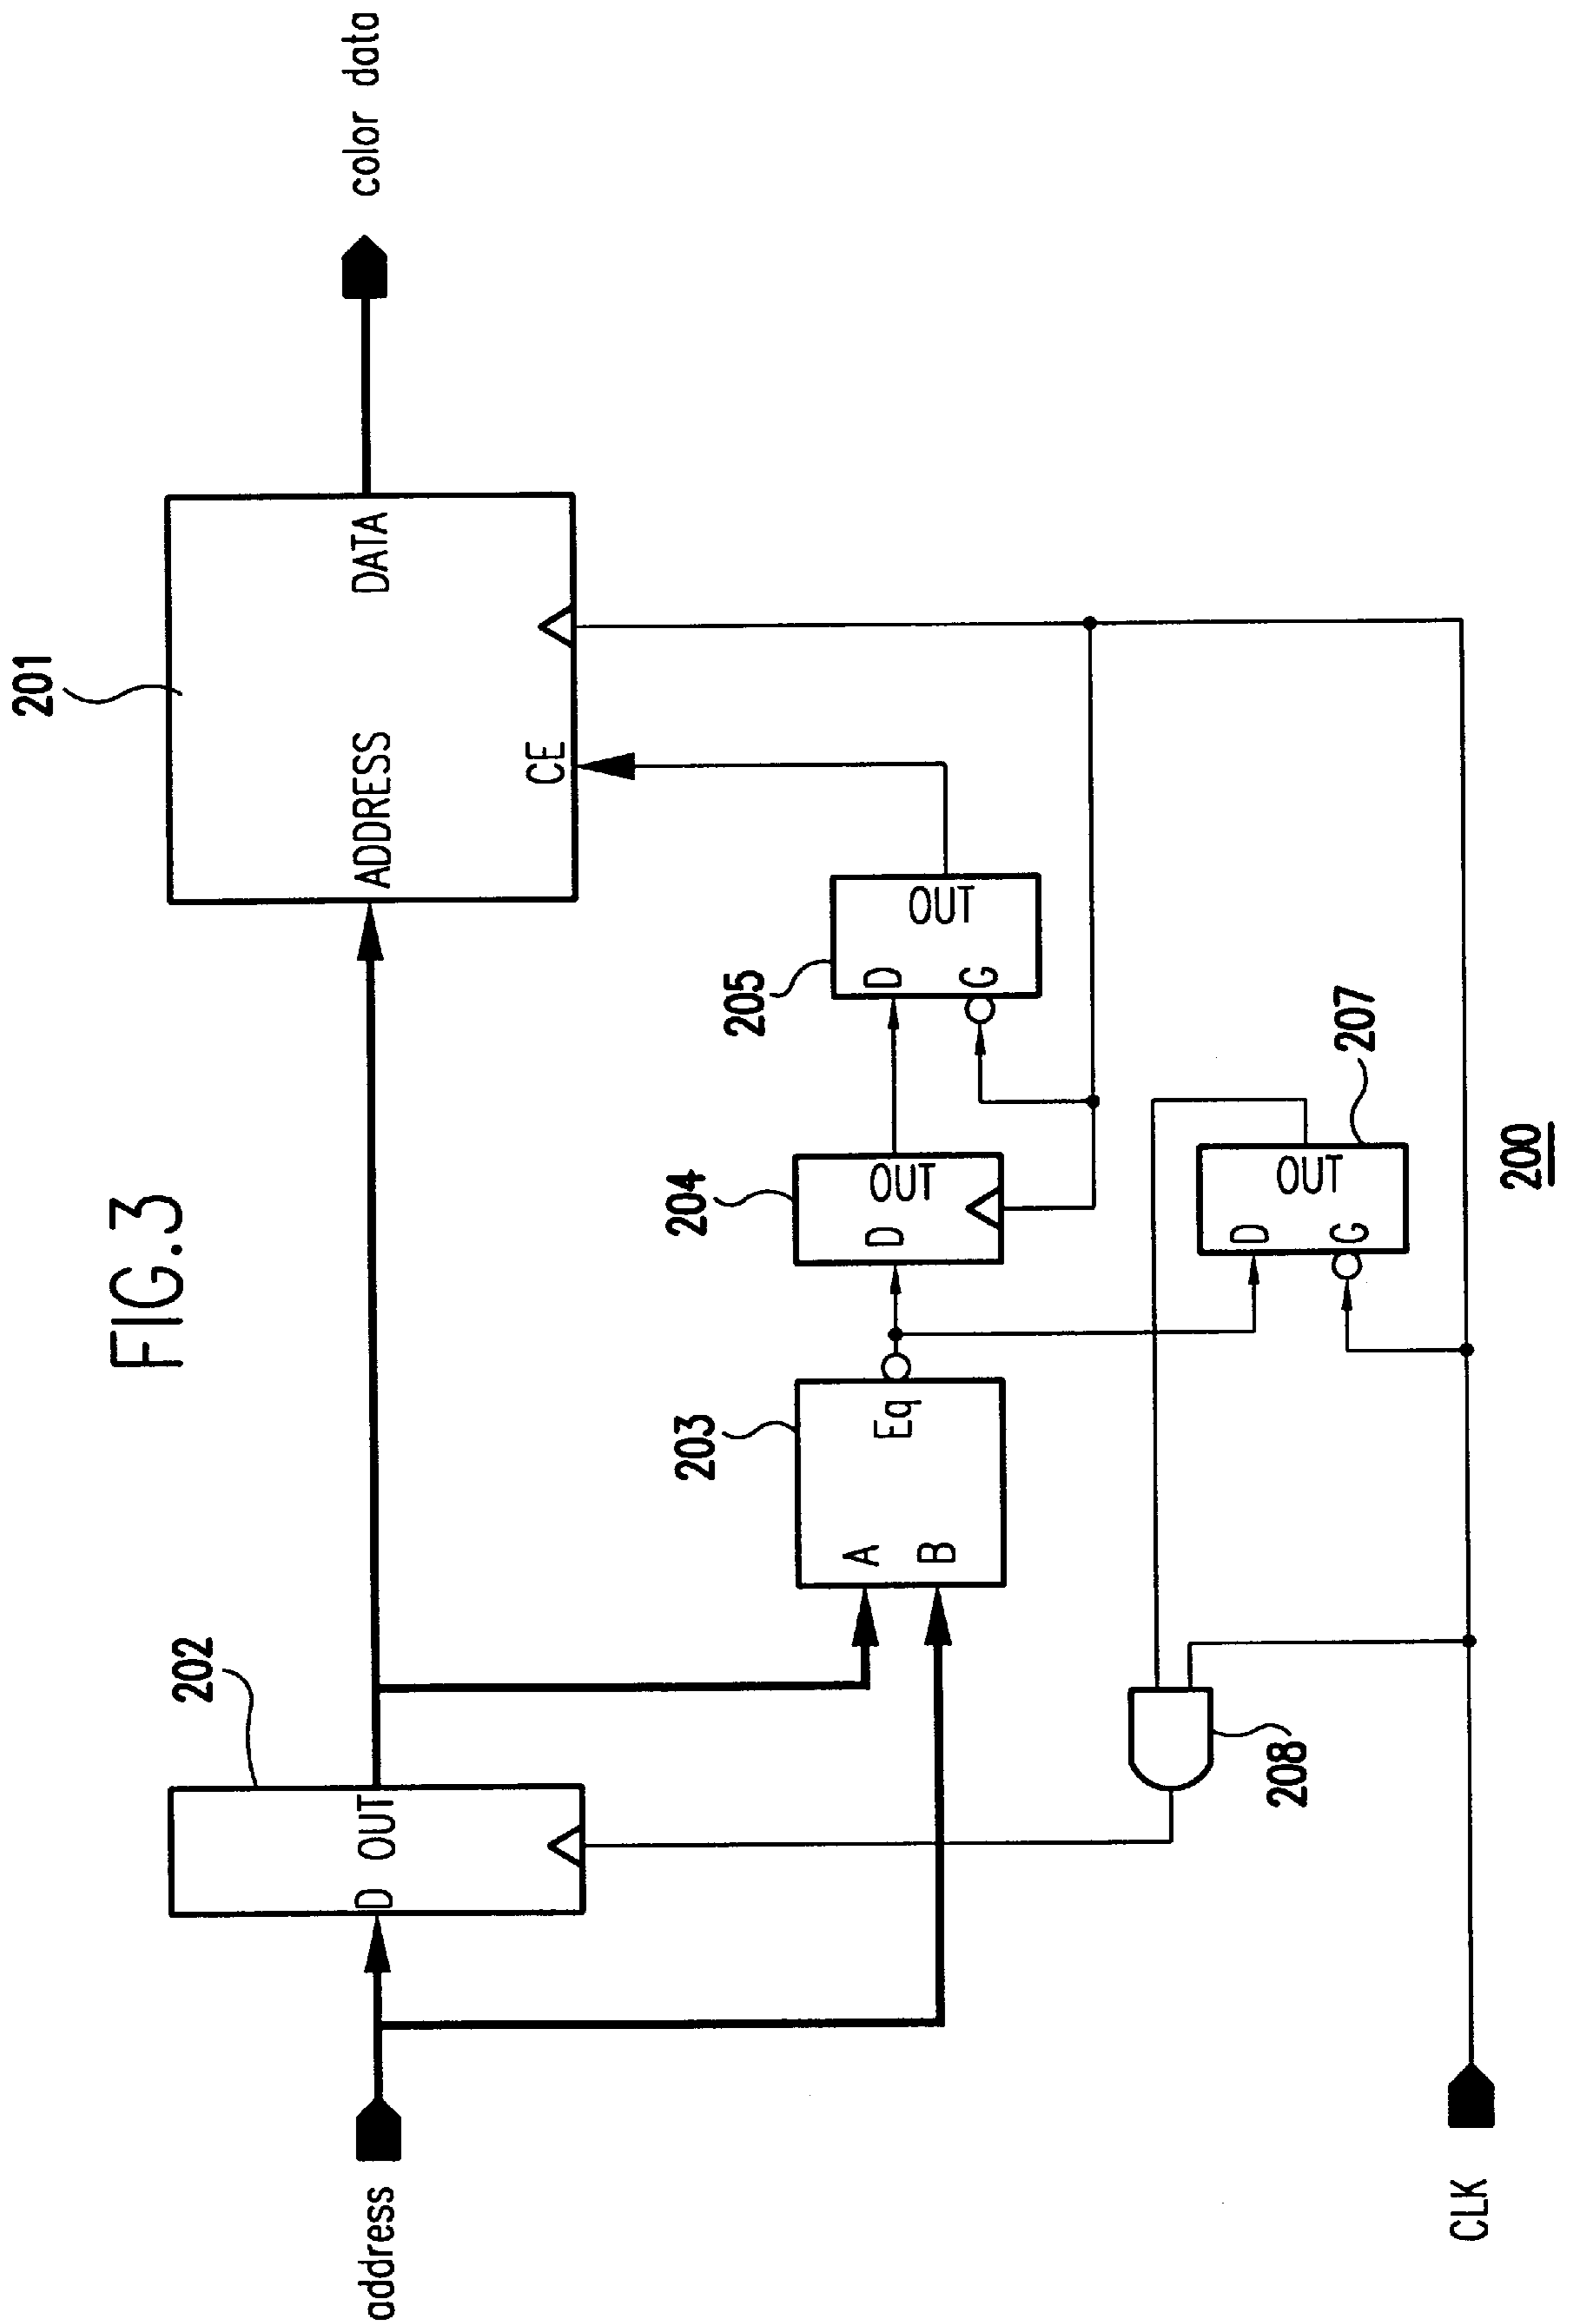 FIG.3
201
202
ADDRESS
DATA
CE
D OUT
address
color data
203
A
B
Eq
204
D
OUT
205
D
G
OUT
207
D
G
OUT
208
CLK
200